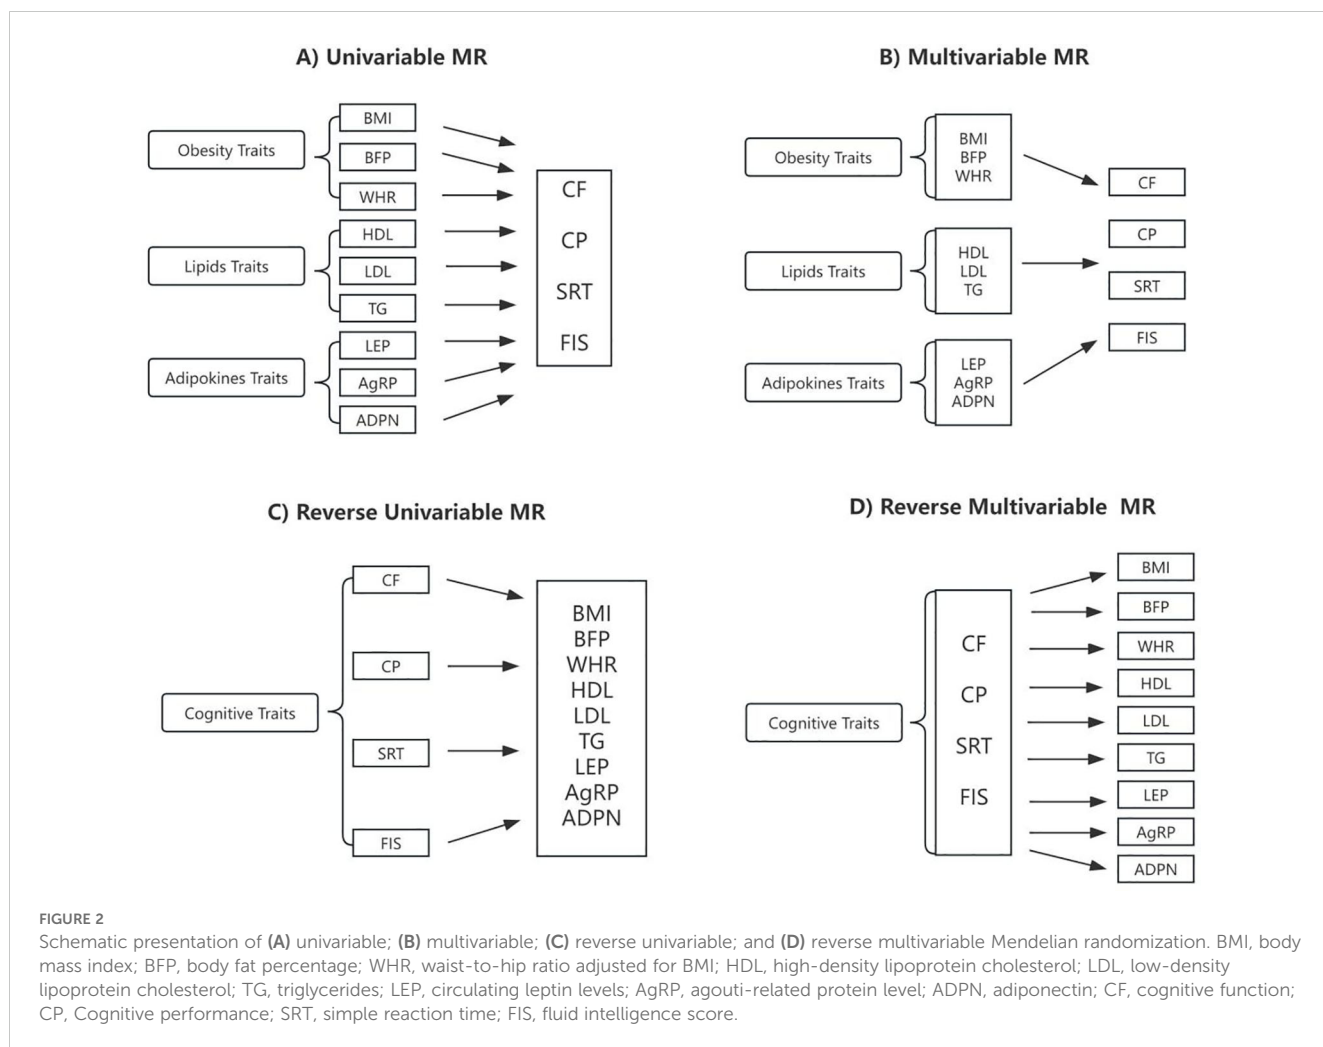 A) Univariable MR
Obesity Traits
BMI
BFP
WHR
Lipids Traits
HDL
LDL
TG
Adipokines Traits
LEP
AgRP
ADPN
CF
CP
SRT
FIS
B) Multivariable MR
Obesity Traits
BMI
BFP
WHR
Lipids Traits
HDL
LDL
TG
Adipokines Traits
LEP
AgRP
ADPN
CF
CP
SRT
FIS
C) Reverse Univariable MR
Cognitive Traits
CF
CP
SRT
FIS
BMI
BFP
WHR
HDL
LDL
TG
LEP
AgRP
ADPN
D) Reverse Multivariable MR
Cognitive Traits
CF
CP
SRT
FIS
BMI
BFP
WHR
HDL
LDL
TG
LEP
AgRP
ADPN
FIGURE 2
Schematic presentation of (A) univariable; (B) multivariable; (C) reverse univariable; and (D) reverse multivariable Mendelian randomization. BMI, body
mass index; BFP, body fat percentage; WHR, waist-to-hip ratio adjusted for BMI; HDL, high-density lipoprotein cholesterol; LDL, low-density
lipoprotein cholesterol; TG, triglycerides; LEP, circulating leptin levels; AgRP, agouti-related protein level; ADPN, adiponectin; CF, cognitive function;
CP, Cognitive performance; SRT, simple reaction time; FIS, fluid intelligence score.